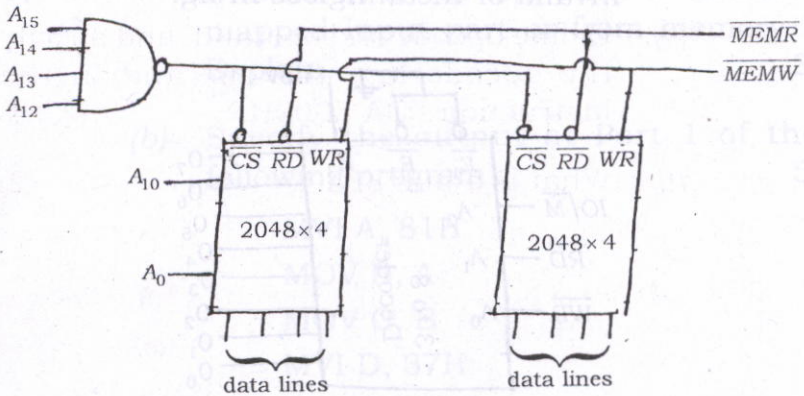 A15
A14
A13
A12
MEMR
MEMW
CS RD WR
CS RD WR
A10
2048×4
2048×4
A0
data lines
data lines